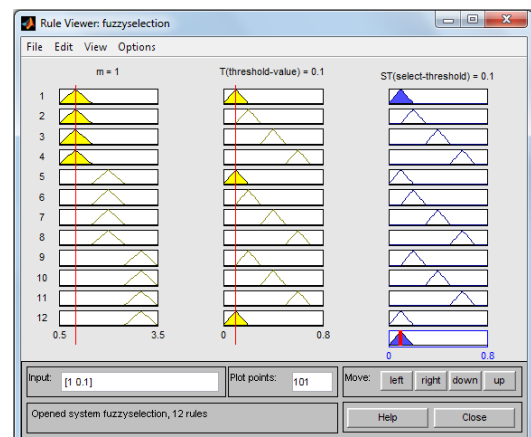 Rule Viewer: fuzzyselection
File Edit View Options
m = 1
T(threshold-value) = 0.1
ST(select-threshold) = 0.1
1
2
3
4
5
6
7
8
9
10
11
12
0.5 3.5
0 0.8
0 0.8
Input: [1 0.1]
Plot points: 101
Move: left right down up
Opened system fuzzyselection, 12 rules
Help Close